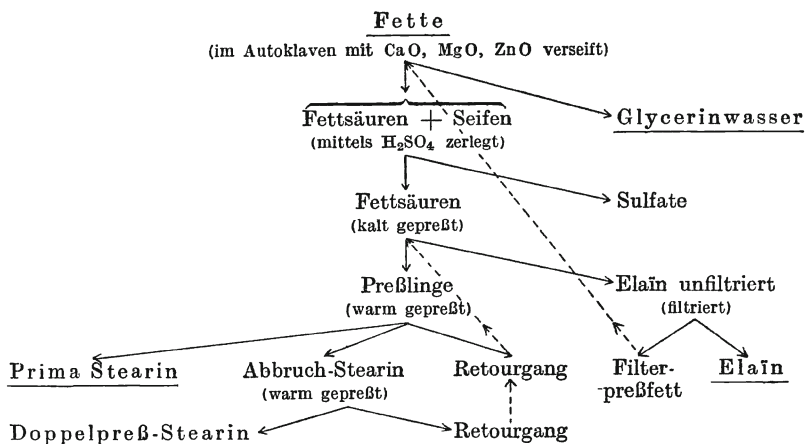 Fette
(im Autoklaven mit CaO, MgO, ZnO verseift)
Fettsäuren + Seifen
(mittels H₂SO₄ zerlegt)
Glycerinwasser
Fettsäuren
(kalt gepreßt)
Sulfate
Preßlinge
(warm gepreßt)
Elaïn unfiltriert
(filtriert)
Prima Stearin
Abbruch-Stearin
(warm gepreßt)
Retourgang
Filter-
-preßfett
Elaïn
Doppelpreß-Stearin
Retourgang